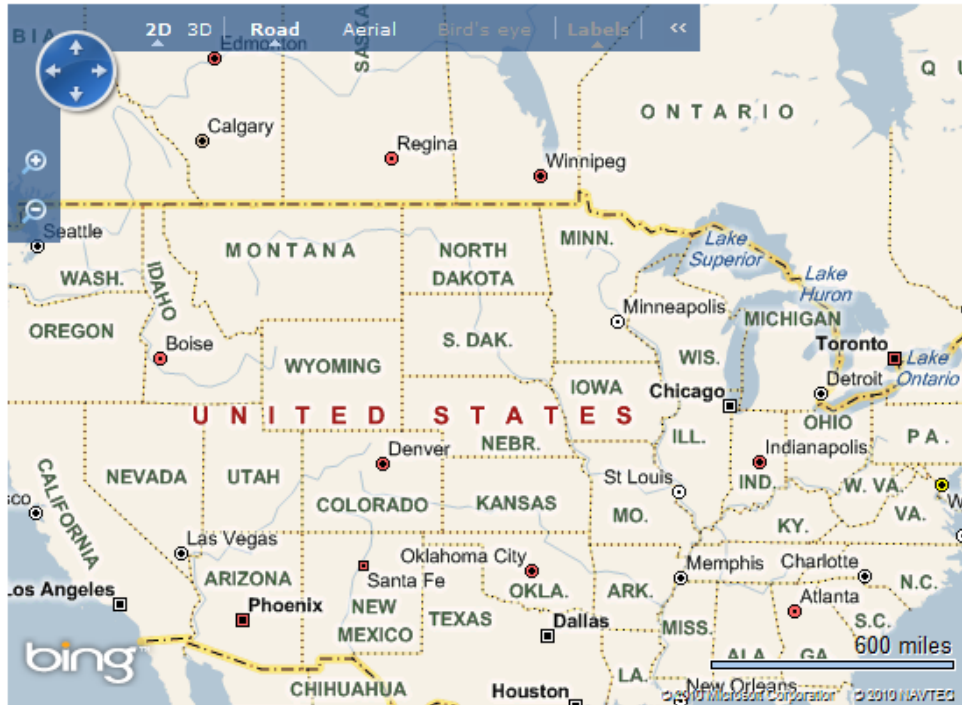 BIA
2D 3D Road Aerial Bird's eye Labels <<
Edmonton
SASKA
Q U
ONTARIO
Calgary
Regina
Winnipeg
Seattle
WASH.
MONTANA
NORTH
DAKOTA
MINN.
Lake
Superior
Lake
Huron
IDAHO
OREGON
Boise
WYOMING
S. DAK.
Minneapolis
WIS.
MICHIGAN
Toronto
Lake
Ontario
IOWA
Chicago
Detroit
UNITED STATES
OHIO
PA.
NEBR.
ILL.
Indianapolis
IND.
Denver
NEVADA
UTAH
COLORADO
KANSAS
St Louis
MO.
W. VA.
W
VA.
KY.
sco
CALIFORNIA
Las Vegas
ARIZONA
Santa Fe
Oklahoma City
OKLA.
ARK.
Memphis
Charlotte
N.C.
Los Angeles
Phoenix
NEW
MEXICO
TEXAS
Dallas
MISS.
Atlanta
S.C.
ALA.
GA.
600 miles
bing™
CHIHUAHUA
Houston
LA.
New Orleans
© 2010 Microsoft Corporation © 2010 NAVTEQ